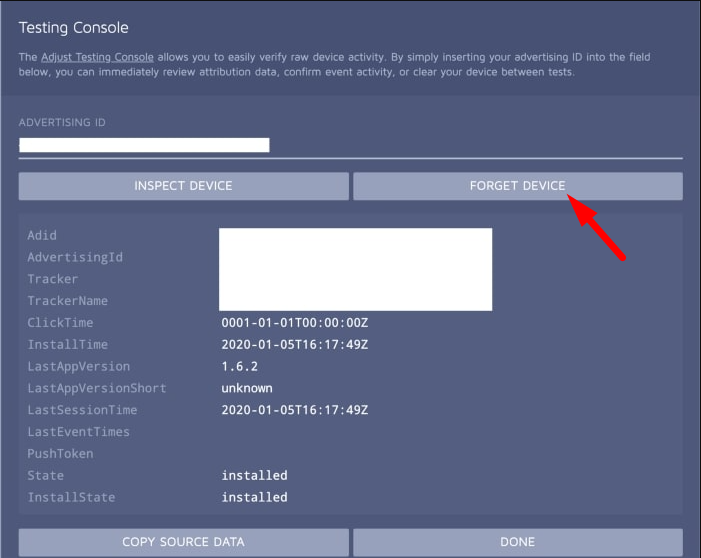 Testing Console
The Adjust Testing Console allows you to easily verify raw device activity. By simply inserting your advertising ID into the field
below, you can immediately review attribution data, confirm event activity, or clear your device between tests.
ADVERTISING ID
INSPECT DEVICE FORGET DEVICE
Adid
AdvertisingId
Tracker
TrackerName
ClickTime 0001-01-01T00:00:00Z
InstallTime 2020-01-05T16:17:49Z
LastAppVersion 1.6.2
LastAppVersionShort unknown
LastSessionTime 2020-01-05T16:17:49Z
LastEventTimes
PushToken
State installed
InstallState installed
COPY SOURCE DATA DONE